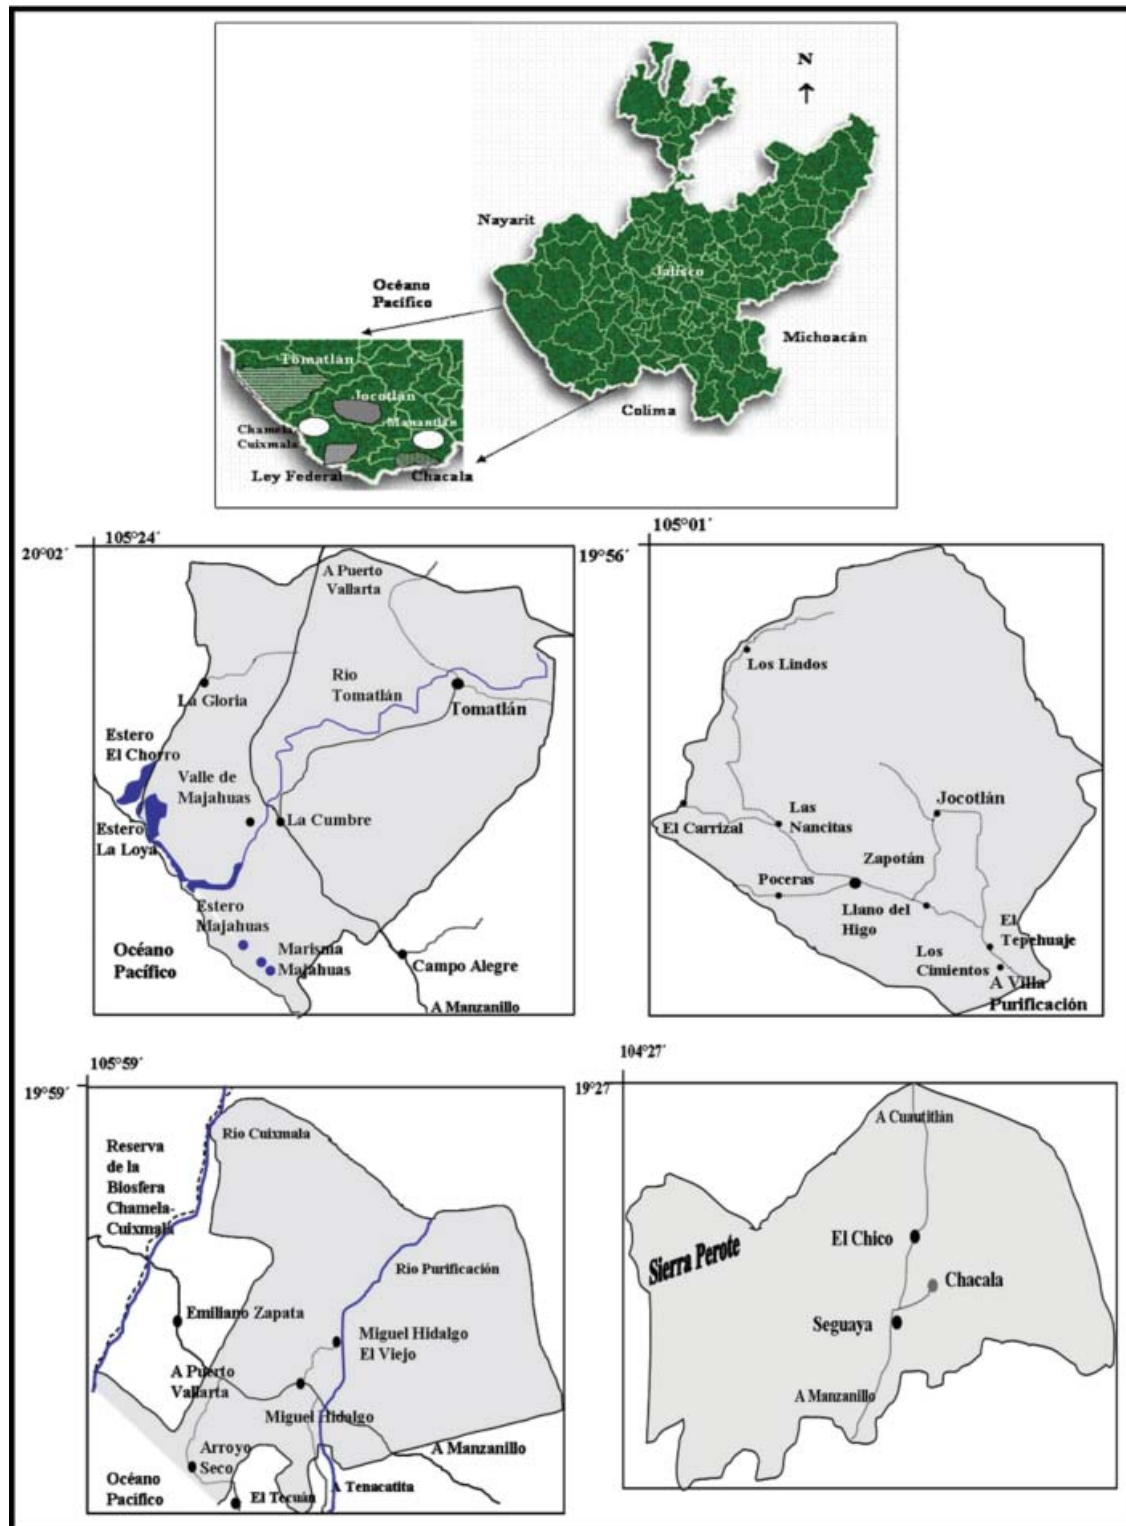 N
Nayarit
Jalisco
Océano
Pacífico
Michoacán
Tomatlán
Jocotlán
Colima
Chamela-
Cuixmala
Manantlán
Ley Federal
Chacala
105°24´
20°02´
A Puerto
Vallarta
Río
Tomatlán
La Gloria
Tomatlán
Estero
El Chorro
Valle de
Majahuas
La Cumbre
Estero
La Loya
Estero
Majahuas
Océano
Pacífico
Marisma
Majahuas
Campo Alegre
A Manzanillo
105°01´
19°56´
Los Lindos
Jocotlán
El Carrizal
Las
Nancitas
Zapotán
Poceras
Llano del
Higo
El
Tepehuaje
Los
Cimientos
A Villa
Purificación
105°59´
19°59´
Río Cuixmala
Reserva
de la
Biosfera
Chamela-
Cuixmala
Río Purificación
Emiliano Zapata
Miguel Hidalgo
El Viejo
A Puerto
Vallarta
Miguel Hidalgo
Arroyo
Seco
A Manzanillo
Océano
Pacífico
El Tecuán
A Tenacatita
104°27´
19°27
A Cuautitlán
Sierra Perote
El Chico
Chacala
Seguaya
A Manzanillo